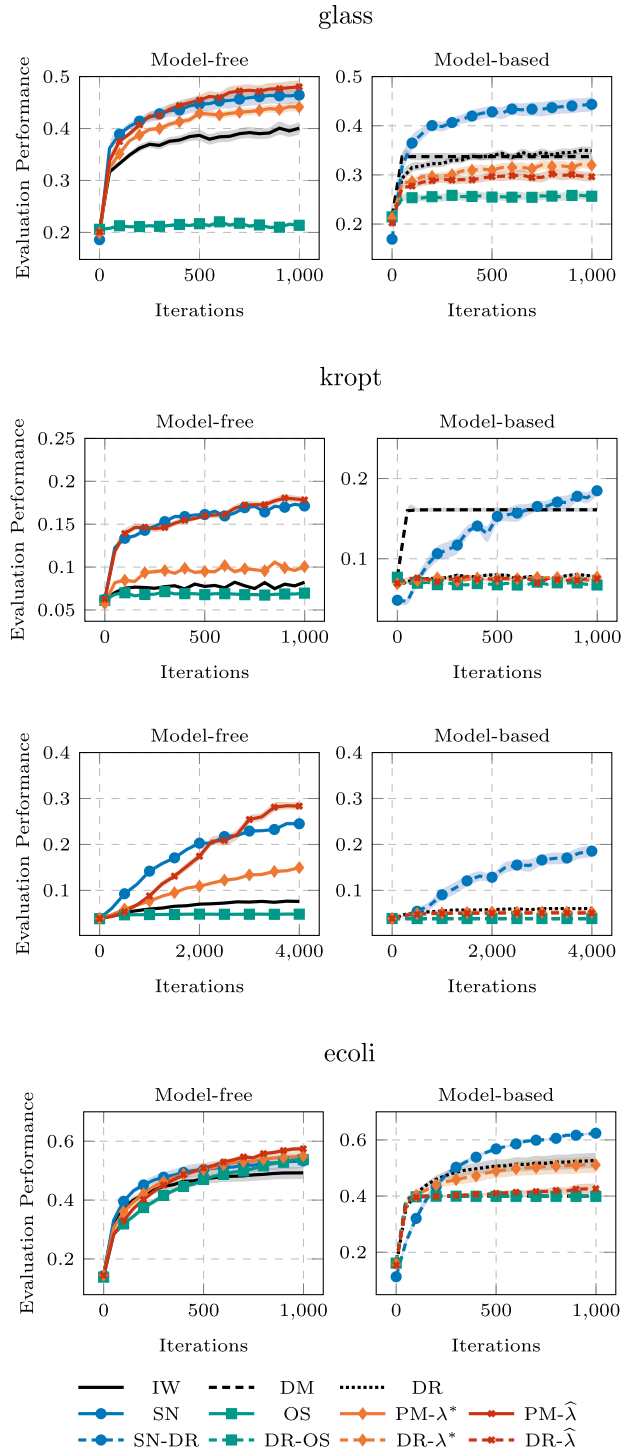 glass
Model-free Model-based
Evaluation Performance
0.5 0.5
0.4 0.4
0.3 0.3
0.2 0.2
0 500 1,000 0 500 1,000
Iterations Iterations
kropt
Model-free Model-based
Evaluation Performance
0.25
0.2 0.2
0.15
0.1 0.1
0.05
0 500 1,000 0 500 1,000
Iterations Iterations
Model-free Model-based
Evaluation Performance
0.4 0.4
0.3 0.3
0.2 0.2
0.1 0.1
0 2,000 4,000 0 2,000 4,000
Iterations Iterations
ecoli
Model-free Model-based
Evaluation Performance
0.6 0.6
0.4 0.4
0.2 0.2
0 500 1,000 0 500 1,000
Iterations Iterations
IW DM DR
SN OS PM-λ* PM-λ̂
SN-DR DR-OS DR-λ* DR-λ̂